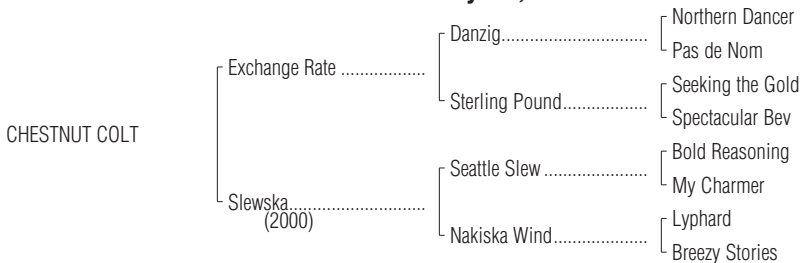 Northern Dancer
Danzig..............................
Pas de Nom
Exchange Rate ..................
Seeking the Gold
Sterling Pound..................
Spectacular Bev
CHESTNUT COLT
Bold Reasoning
Seattle Slew ......................
My Charmer
Slewska.............................
(2000)
Lyphard
Nakiska Wind....................
Breezy Stories